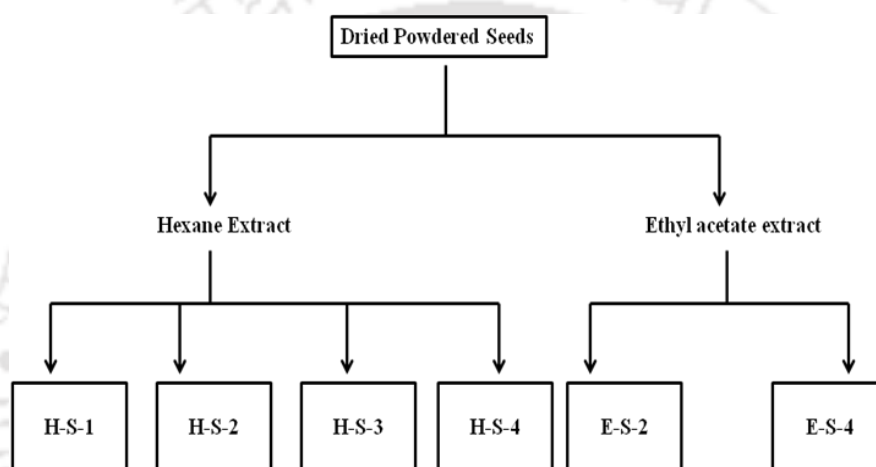 Dried Powdered Seeds
Hexane Extract
Ethyl acetate extract
H-S-1
H-S-2
H-S-3
H-S-4
E-S-2
E-S-4